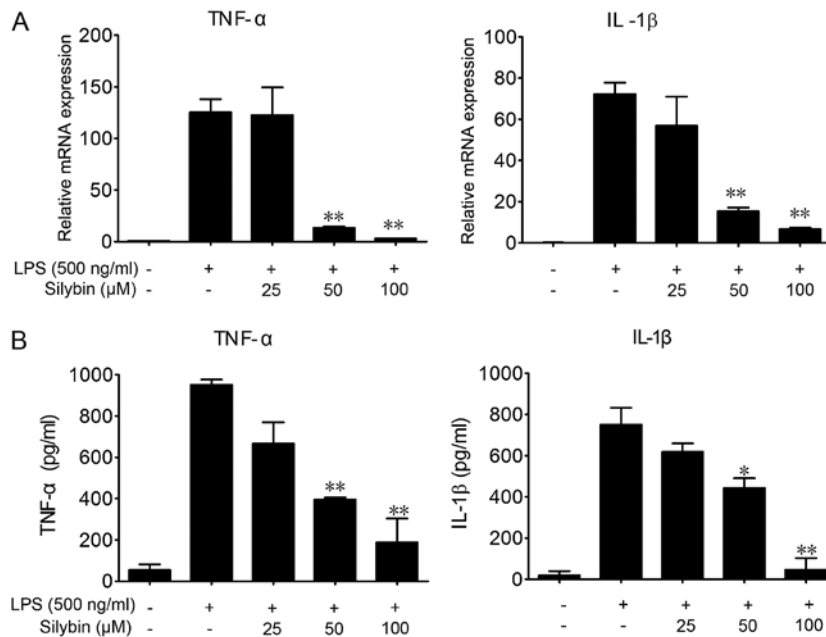 A
TNF- α
Relative mRNA expression
200
150
100
50
0
** **
LPS (500 ng/ml) - + + + +
Silybin (μM) - - 25 50 100
IL -1β
Relative mRNA expression
100
80
60
40
20
0
** **
- + + + +
- - 25 50 100
B
TNF- α
TNF-α (pg/ml)
1000
800
600
400
200
0
** **
LPS (500 ng/ml) - + + + +
Silybin (μM) - - 25 50 100
IL-1β
IL-1β (pg/ml)
1000
800
600
400
200
0
*
**
- + + + +
- - 25 50 100